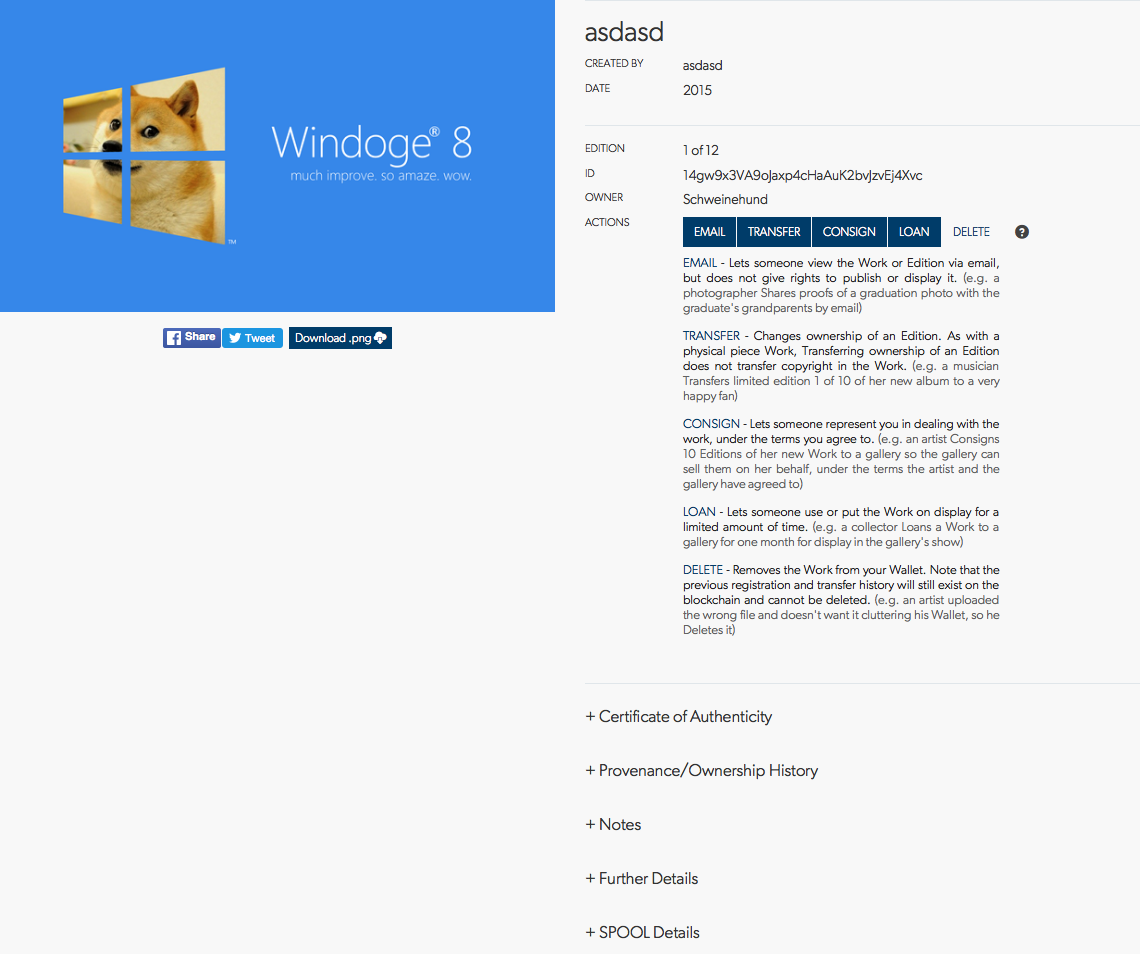 Windoge® 8
much improve. so amaze. wow.
TM
Share
Tweet
Download .png
asdasd
CREATED BY asdasd
DATE 2015
EDITION 1 of 12
ID 14gw9x3VA9oJaxp4cHaAuK2bvJzvEj4Xvc
OWNER Schweinehund
ACTIONS EMAIL TRANSFER CONSIGN LOAN DELETE ?
EMAIL - Lets someone view the Work or Edition via email,
but does not give rights to publish or display it. (e.g. a
photographer Shares proofs of a graduation photo with the
graduate's grandparents by email)
TRANSFER - Changes ownership of an Edition. As with a
physical piece Work, Transferring ownership of an Edition
does not transfer copyright in the Work. (e.g. a musician
Transfers limited edition 1 of 10 of her new album to a very
happy fan)
CONSIGN - Lets someone represent you in dealing with the
work, under the terms you agree to. (e.g. an artist Consigns
10 Editions of her new Work to a gallery so the gallery can
sell them on her behalf, under the terms the artist and the
gallery have agreed to)
LOAN - Lets someone use or put the Work on display for a
limited amount of time. (e.g. a collector Loans a Work to a
gallery for one month for display in the gallery's show)
DELETE - Removes the Work from your Wallet. Note that the
previous registration and transfer history will still exist on the
blockchain and cannot be deleted. (e.g. an artist uploaded
the wrong file and doesn't want it cluttering his Wallet, so he
Deletes it)
+ Certificate of Authenticity
+ Provenance/Ownership History
+ Notes
+ Further Details
+ SPOOL Details